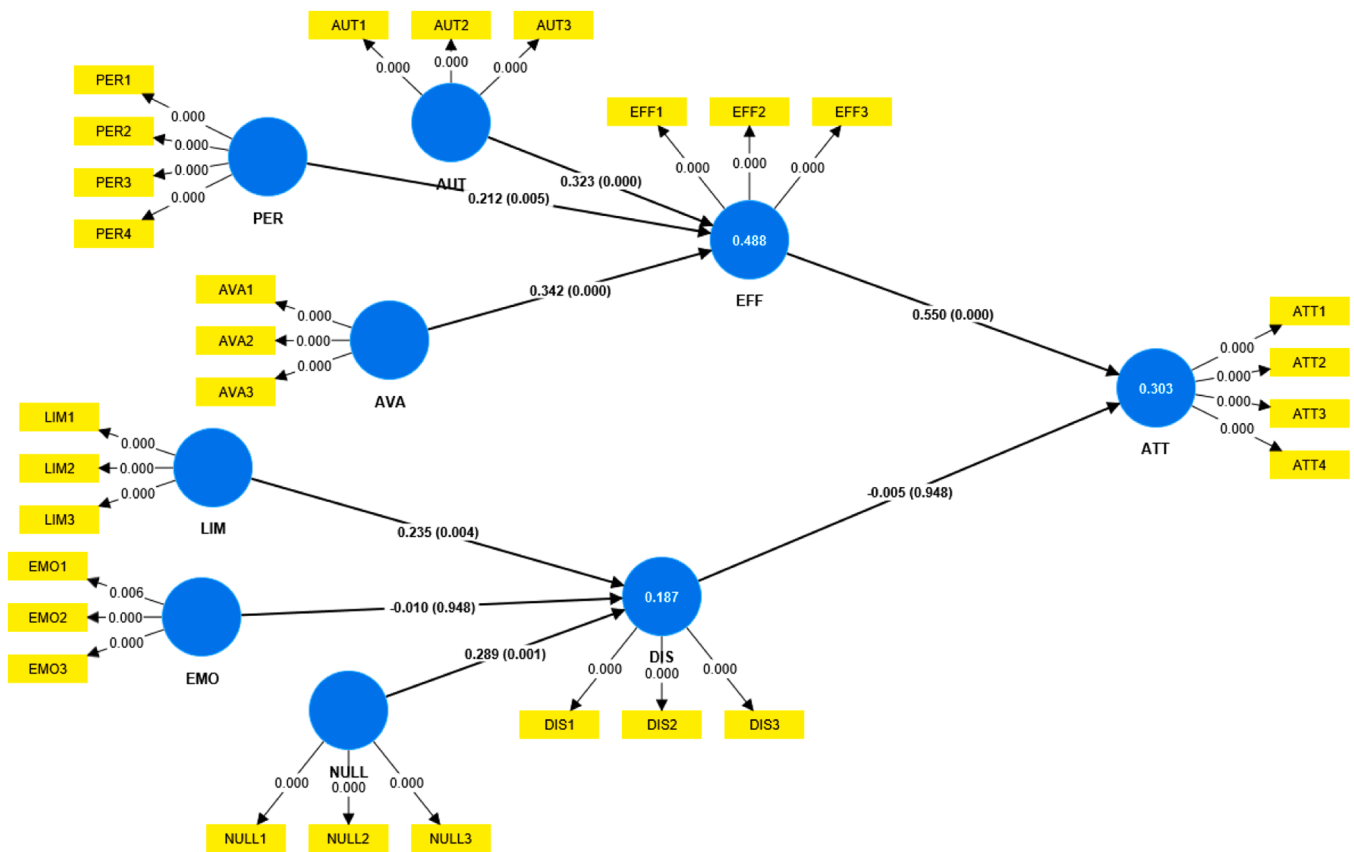 AUT1 AUT2 AUT3
0.000 0.000 0.000
AUT
PER1
PER2
PER3
PER4
0.000
0.000
0.000
0.000
PER
0.323 (0.000)
0.212 (0.005)
EFF1 EFF2 EFF3
0.000 0.000 0.000
0.488
EFF
AVA1
AVA2
AVA3
0.000
0.000
0.000
AVA
0.342 (0.000)
0.550 (0.000)
ATT1
ATT2
ATT3
ATT4
0.000
0.000
0.000
0.000
0.303
ATT
LIM1
LIM2
LIM3
0.000
0.000
0.000
LIM
0.235 (0.004)
-0.005 (0.948)
EMO1
EMO2
EMO3
0.006
0.000
0.000
EMO
-0.010 (0.948)
0.187
DIS
0.289 (0.001)
0.000 0.000 0.000
DIS1 DIS2 DIS3
NULL
0.000 0.000 0.000
NULL1 NULL2 NULL3